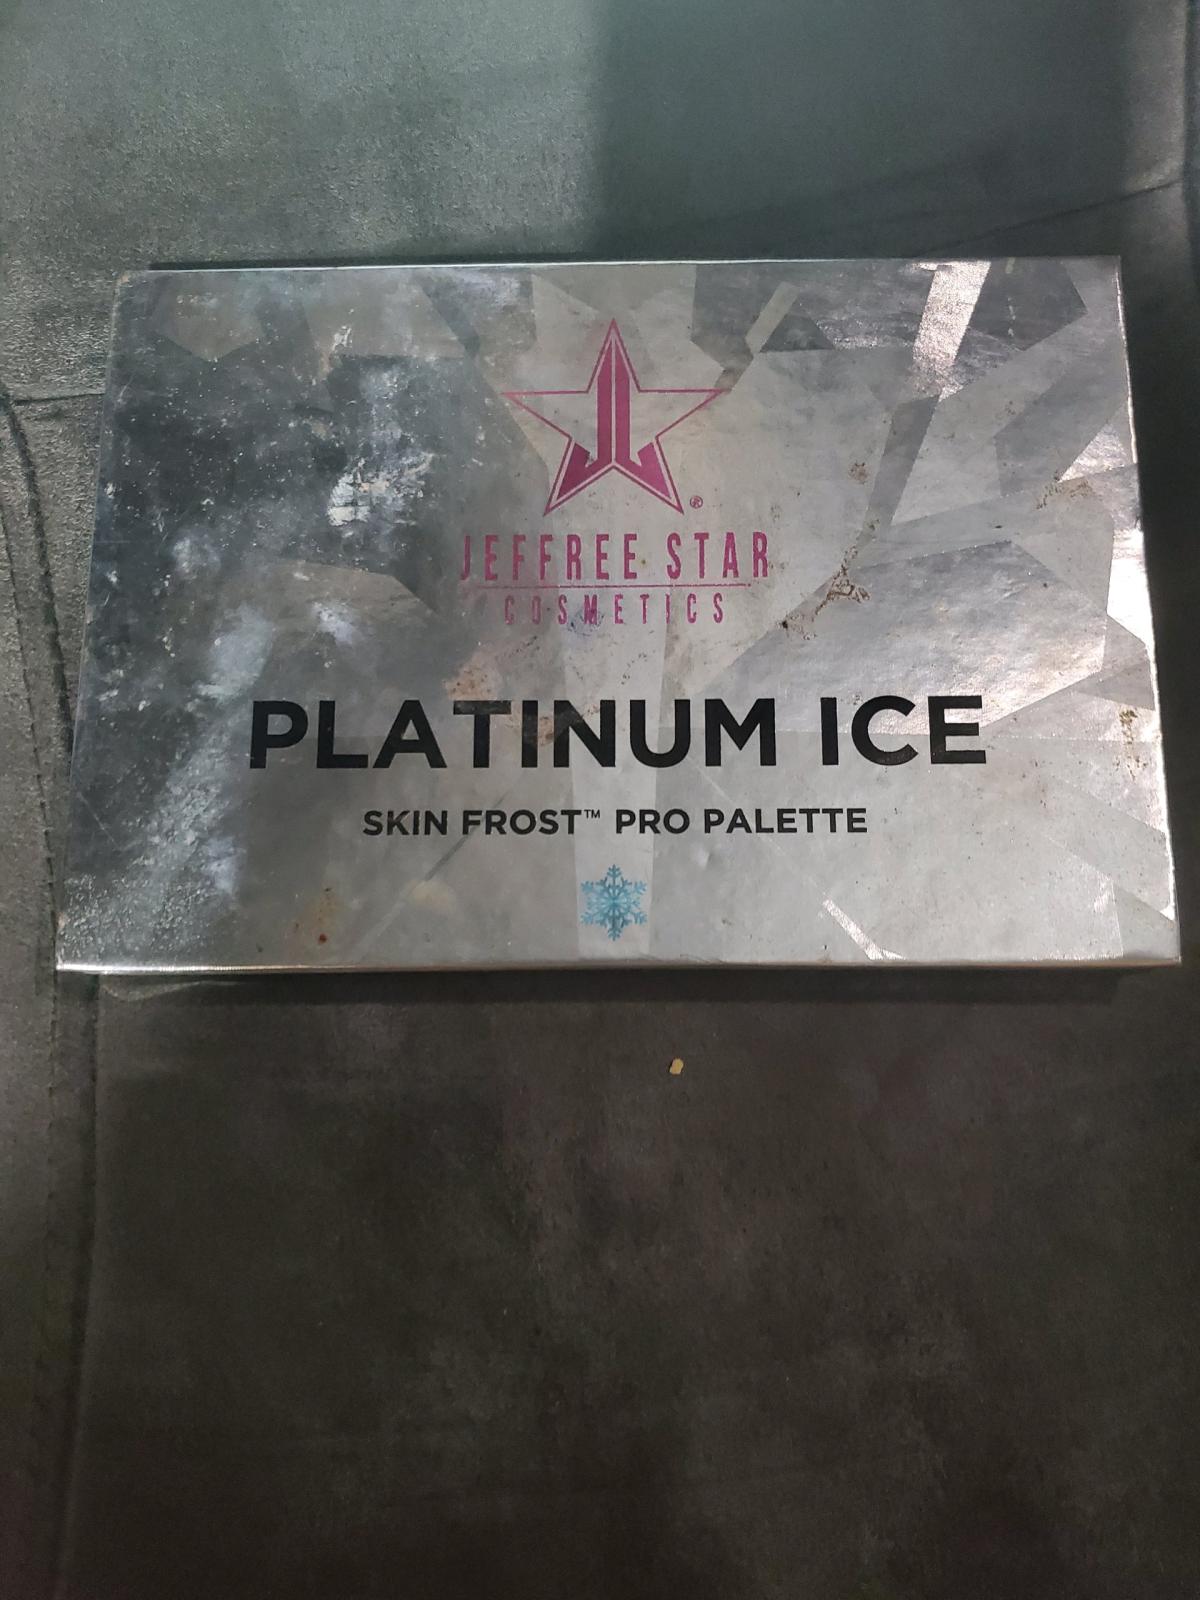 ®
JEFFREE STAR
COSMETICS
PLATINUM ICE
SKIN FROST™ PRO PALETTE